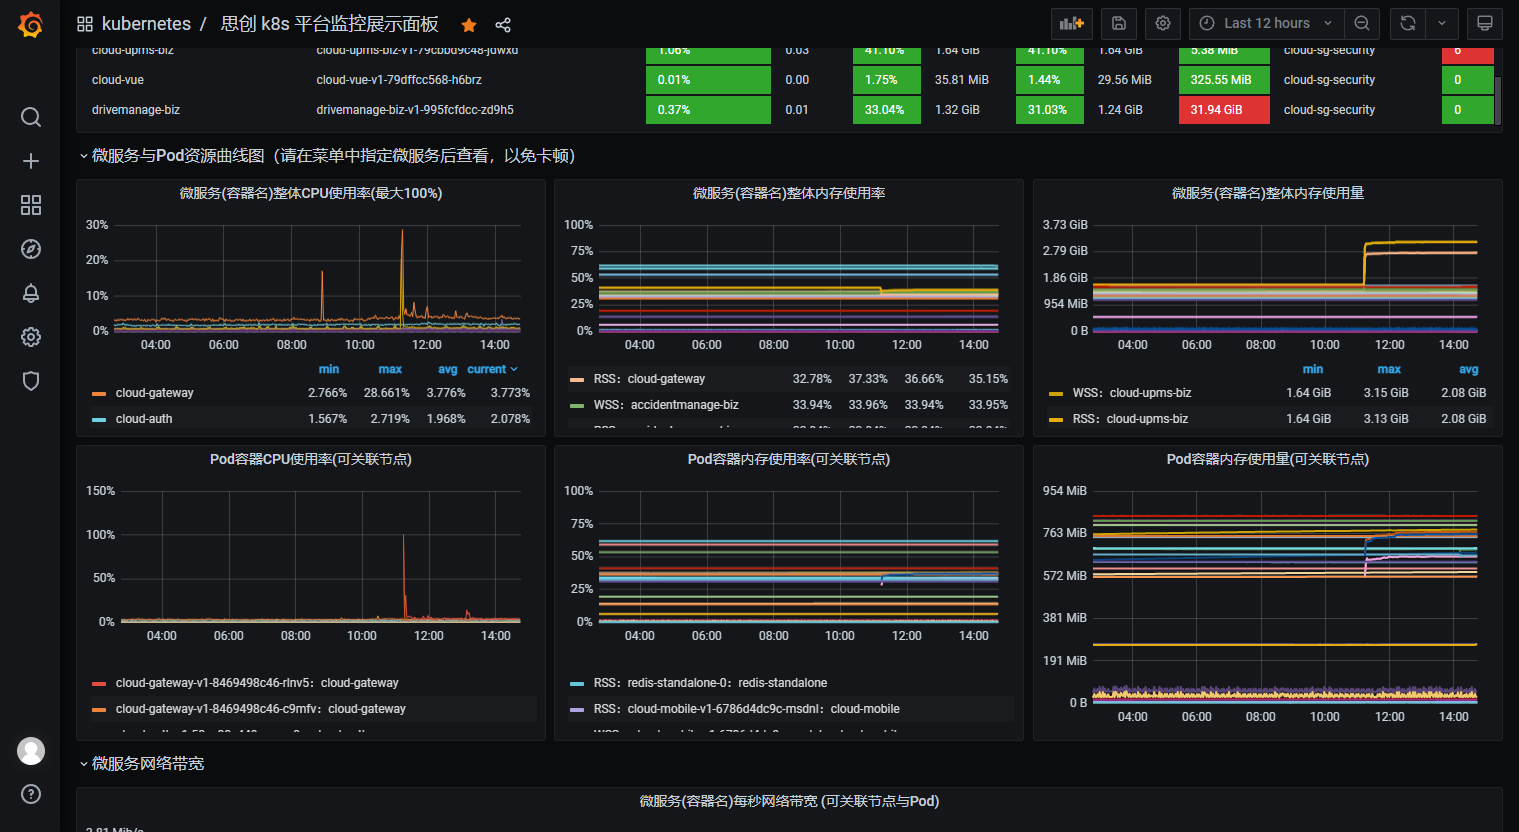 kubernetes / 思创 k8s 平台监控展示面板
Last 12 hours
cloud-upms-biz cloud-upms-biz-v1-79cbbd9c48-jdwxd 1.06% 0.03 41.10% 1.64 GiB 41.10% 1.64 GiB 5.38 MiB cloud-sg-security 6
cloud-vue cloud-vue-v1-79dffcc568-h6brz 0.01% 0.00 1.75% 35.81 MiB 1.44% 29.56 MiB 325.55 MiB cloud-sg-security 0
drivemanage-biz drivemanage-biz-v1-995fcfdcc-zd9h5 0.37% 0.01 33.04% 1.32 GiB 31.03% 1.24 GiB 31.94 GiB cloud-sg-security 0
微服务与Pod资源曲线图（请在菜单中指定微服务后查看，以免卡顿）
微服务(容器名)整体CPU使用率(最大100%)
30%
20%
10%
0%
04:00 06:00 08:00 10:00 12:00 14:00
min max avg current
cloud-gateway 2.766% 28.661% 3.776% 3.773%
cloud-auth 1.567% 2.719% 1.968% 2.078%
微服务(容器名)整体内存使用率
100%
75%
50%
25%
0%
04:00 06:00 08:00 10:00 12:00 14:00
RSS：cloud-gateway 32.78% 37.33% 36.66% 35.15%
WSS：accidentmanage-biz 33.94% 33.96% 33.94% 33.95%
微服务(容器名)整体内存使用量
3.73 GiB
2.79 GiB
1.86 GiB
954 MiB
0 B
04:00 06:00 08:00 10:00 12:00 14:00
min max avg
WSS：cloud-upms-biz 1.64 GiB 3.15 GiB 2.08 GiB
RSS：cloud-upms-biz 1.64 GiB 3.13 GiB 2.08 GiB
Pod容器CPU使用率(可关联节点)
150%
100%
50%
0%
04:00 06:00 08:00 10:00 12:00 14:00
cloud-gateway-v1-8469498c46-rlnv5：cloud-gateway
cloud-gateway-v1-8469498c46-c9mfv：cloud-gateway
Pod容器内存使用率(可关联节点)
100%
75%
50%
25%
0%
04:00 06:00 08:00 10:00 12:00 14:00
RSS：redis-standalone-0：redis-standalone
RSS：cloud-mobile-v1-6786d4dc9c-msdnl：cloud-mobile
Pod容器内存使用量(可关联节点)
954 MiB
763 MiB
572 MiB
381 MiB
191 MiB
0 B
04:00 06:00 08:00 10:00 12:00 14:00
微服务网络带宽
微服务(容器名)每秒网络带宽 (可关联节点与Pod)
3.81 Mib/s